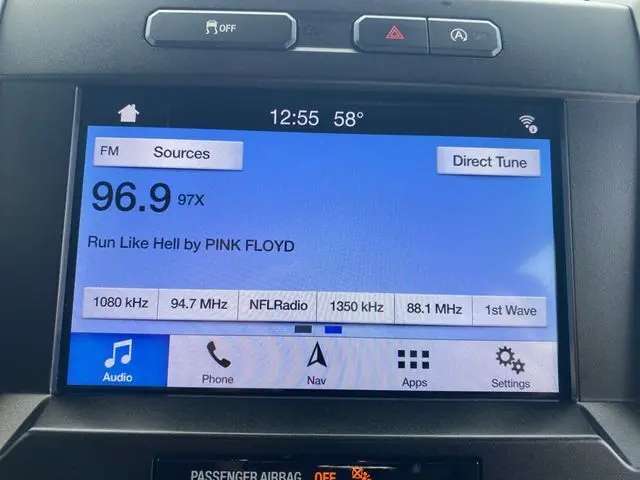 OFF
12:55 58°
FM Sources
Direct Tune
96.9 97X
Run Like Hell by PINK FLOYD
1080 kHz 94.7 MHz NFLRadio 1350 kHz 88.1 MHz 1st Wave
Audio Phone Nav Apps Settings
PASSENGER AIRBAG OFF